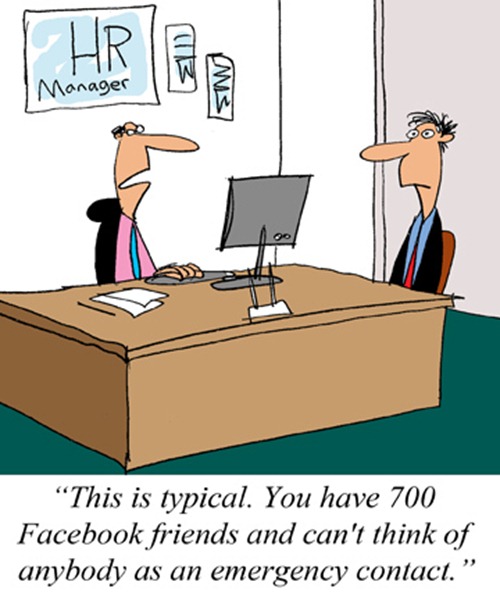 HR
Manager
“This is typical. You have 700
Facebook friends and can't think of
anybody as an emergency contact.”